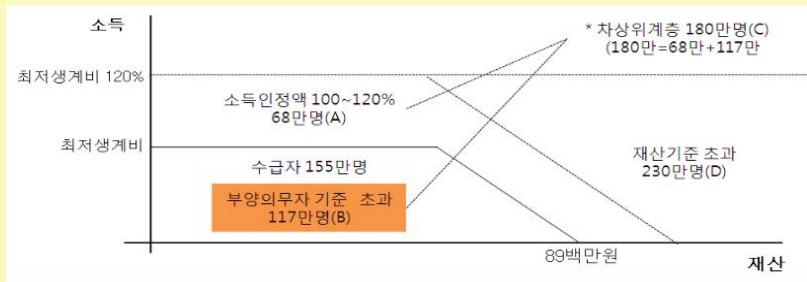 소득
* 차상위계층 180만명(C)
(180만=68만+117만
최저생계비 120%
소득인정액 100~120%
68만명(A)
최저생계비
수급자 155만명
재산기준 초과
230만명(D)
부양의무자 기준 초과
117만명(B)
89백만원
재산